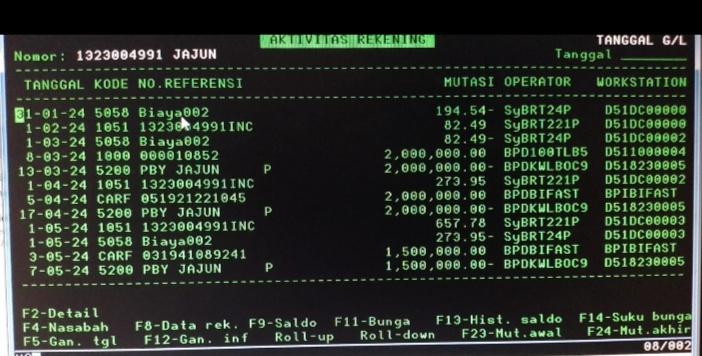 AKTIVITAS REKENING TANGGAL G/L
Nomor: 1323004991 JAJUN Tanggal ________
TANGGAL KODE NO.REFERENSI MUTASI OPERATOR WORKSTATION
31-01-24 5058 Biaya002 194.54- SyBRT24P D51DC00000
1-02-24 1051 1323004991INC 82.49 SyBRT221P D51DC00003
1-03-24 5058 Biaya002 82.49- SyBRT24P D51DC00002
8-03-24 1000 000010852 2,000,000.00 BPD100TLB5 D511000004
13-03-24 5200 PBY JAJUN P 2,000,000.00- BPDKWLBOC9 D518230005
1-04-24 1051 1323004991INC 273.95 SyBRT221P D51DC00002
5-04-24 CARF 051921221045 2,000,000.00 BPDBIFAST BPIBIFAST
17-04-24 5200 PBY JAJUN P 2,000,000.00- BPDKWLBOC9 D518230005
1-05-24 1051 1323004991INC 657.78 SyBRT221P D51DC00003
1-05-24 5058 Biaya002 273.95- SyBRT24P D51DC00003
3-05-24 CARF 031941089241 1,500,000.00 BPDBIFAST BPIBIFAST
7-05-24 5200 PBY JAJUN P 1,500,000.00- BPDKWLBOC9 D518230005
F2-Detail
F4-Nasabah F8-Data rek. F9-Saldo F11-Bunga F13-Hist. saldo F14-Suku bunga
F5-Gan. tgl F12-Gan. inf Roll-up Roll-down F23-Mut.awal F24-Mut.akhir
08/002